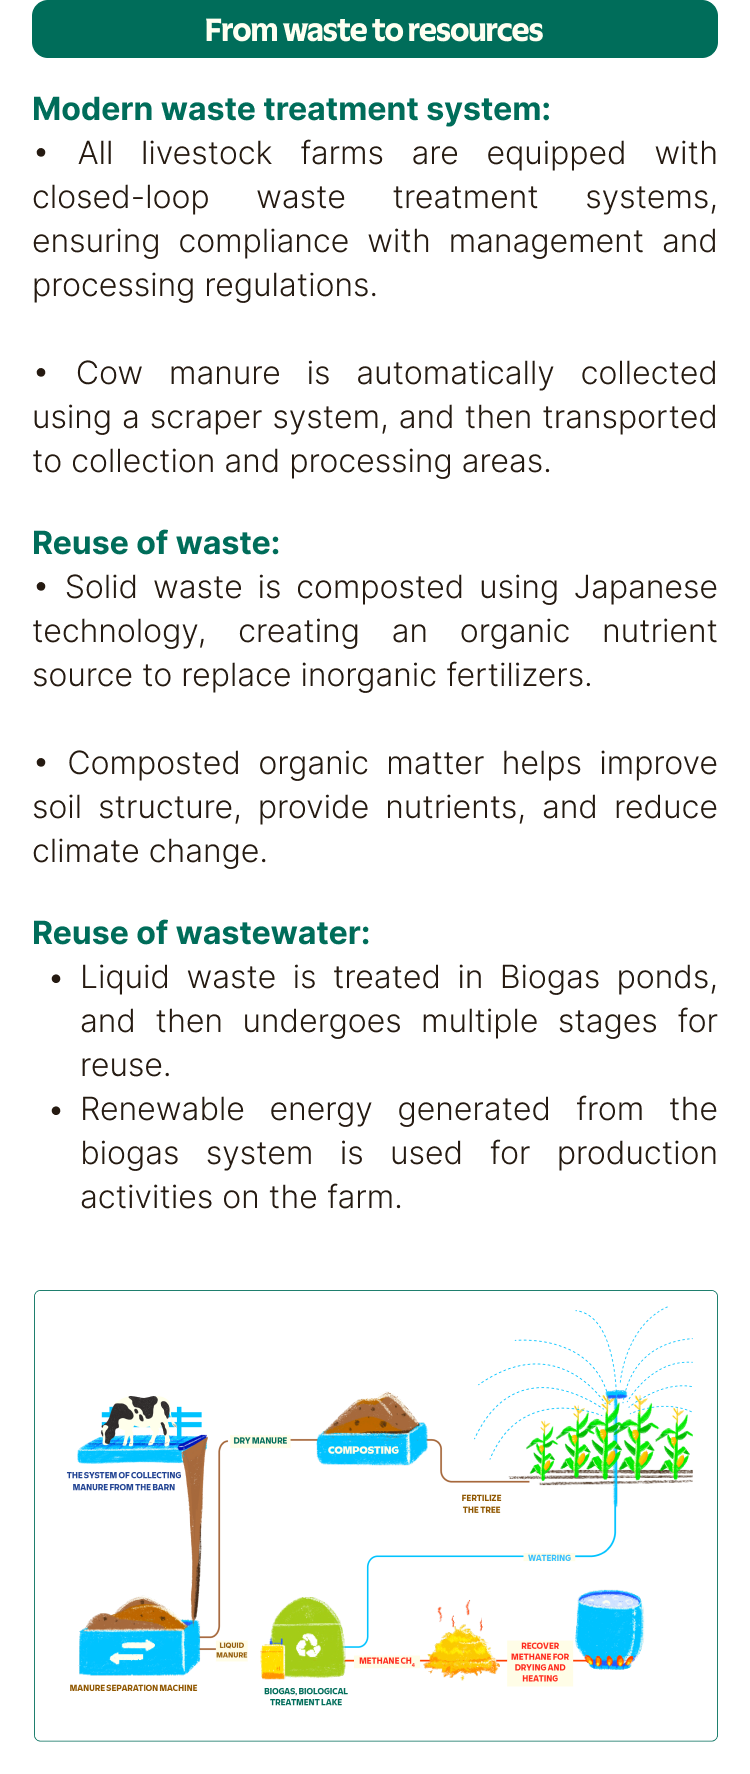 From waste to resources
Modern waste treatment system:
• All livestock farms are equipped with
closed-loop waste treatment systems,
ensuring compliance with management and
processing regulations.
• Cow manure is automatically collected
using a scraper system, and then transported
to collection and processing areas.
Reuse of waste:
• Solid waste is composted using Japanese
technology, creating an organic nutrient
source to replace inorganic fertilizers.
• Composted organic matter helps improve
soil structure, provide nutrients, and reduce
climate change.
Reuse of wastewater:
• Liquid waste is treated in Biogas ponds,
and then undergoes multiple stages for
reuse.
• Renewable energy generated from the
biogas system is used for production
activities on the farm.
THE SYSTEM OF COLLECTING
MANURE FROM THE BARN
DRY MANURE
COMPOSTING
FERTILIZE
THE TREE
WATERING
MANURE SEPARATION MACHINE
LIQUID
MANURE
BIOGAS, BIOLOGICAL
TREATMENT LAKE
METHANE CH₄
RECOVER
METHANE FOR
DRYING AND
HEATING